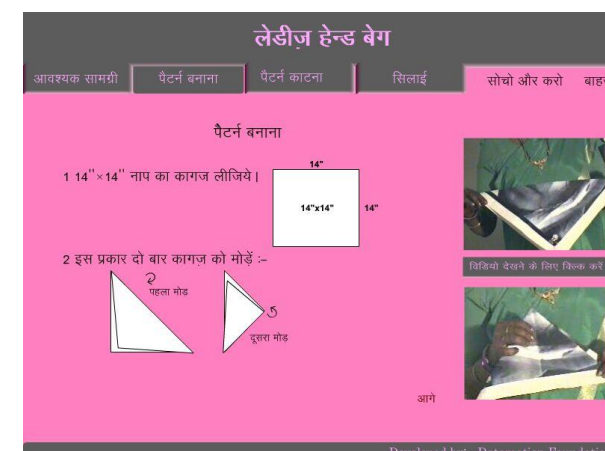 लेडीज़ हेन्ड बेग
आवश्यक सामग्री पैटर्न बनाना पैटर्न काटना सिलाई सोचो और करो
पैटर्न बनाना
1 14"×14" नाप का कागज लीजिये।
14"
14"x14"
14"
2 इस प्रकार दो बार कागज़ को मोड़ें :–
पहला मोड
दूसरा मोड
विडियो देखने के लिए क्लिक करें
आगे